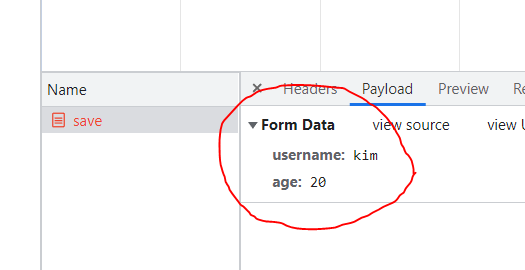 Name
× Headers Payload Preview Re
save
▼ Form Data view source view U
username: kim
age: 20